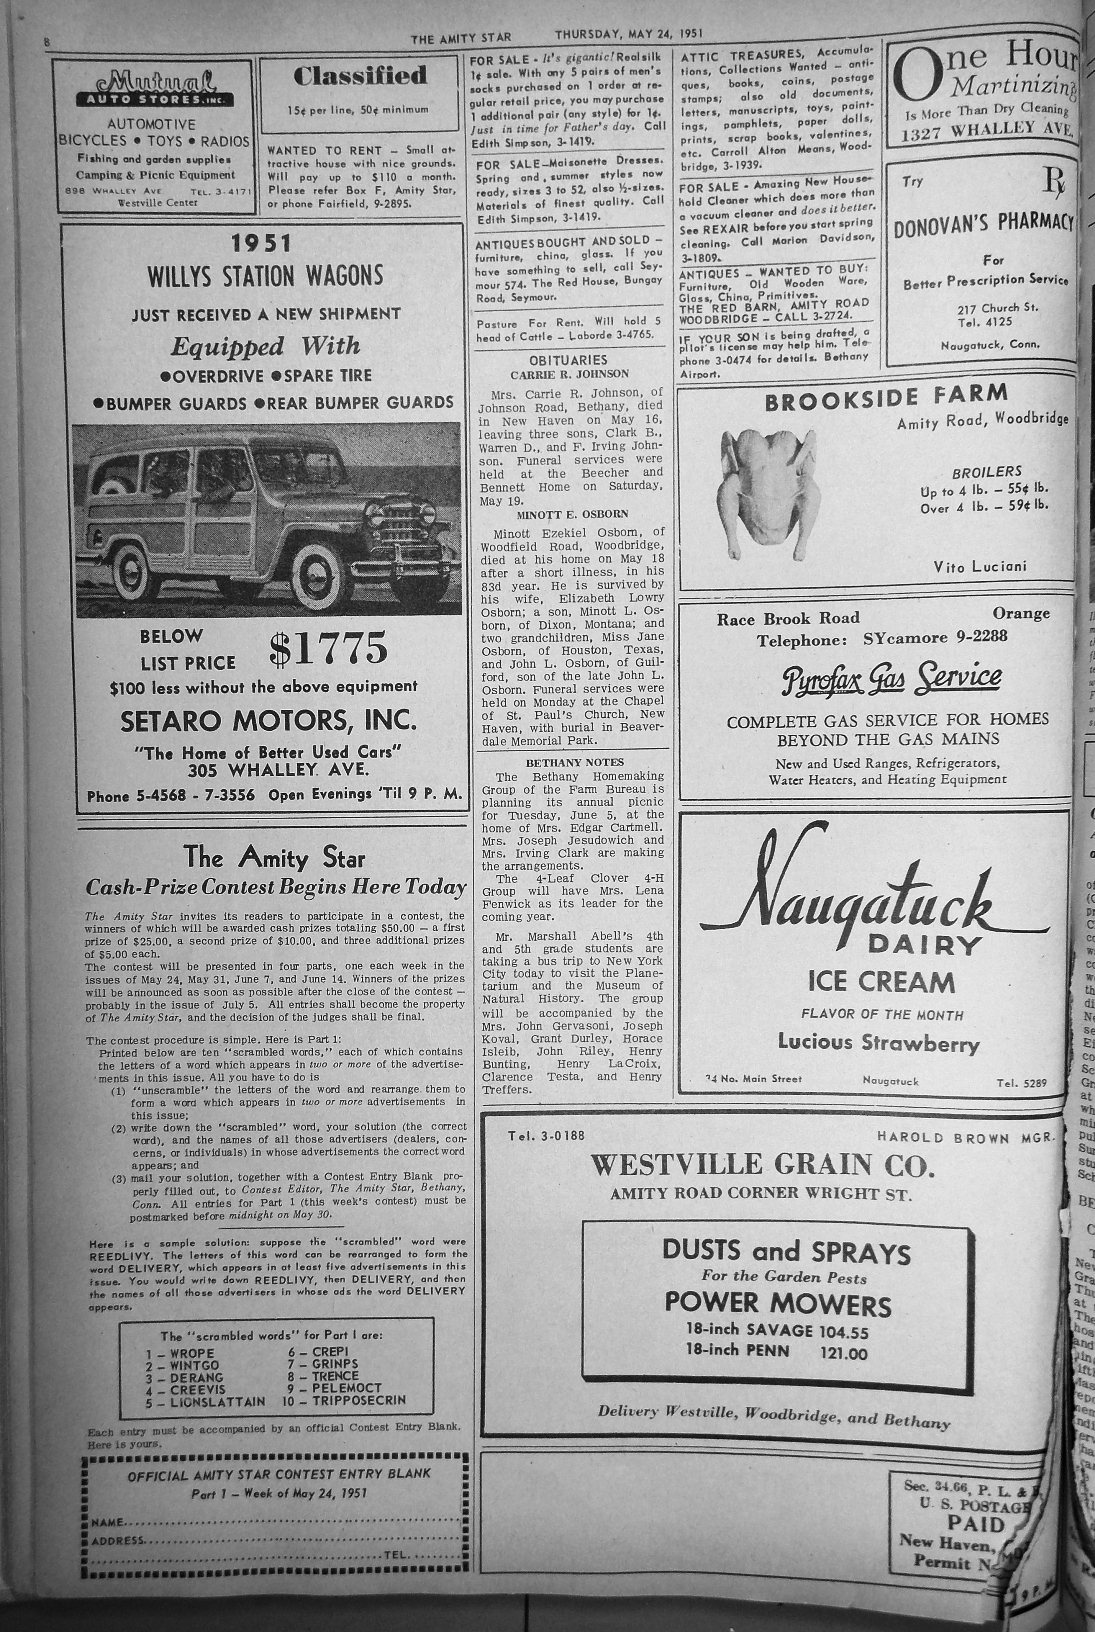 8
THE AMITY STAR THURSDAY, MAY 24, 1951
Mutual
AUTO STORES, INC.
AUTOMOTIVE
BICYCLES • TOYS • RADIOS
Fishing and garden supplies
Camping & Picnic Equipment
898 WHALLEY AVE. TEL. 3-4171
Westville Center
Classified
15¢ per line, 50¢ minimum
WANTED TO RENT - Small at-
tractive house with nice grounds.
Will pay up to $110 a month.
Please refer Box F, Amity Star,
or phone Fairfield, 9-2895.
1951
WILLYS STATION WAGONS
JUST RECEIVED A NEW SHIPMENT
Equipped With
●OVERDRIVE ●SPARE TIRE
●BUMPER GUARDS ●REAR BUMPER GUARDS
BELOW
LIST PRICE $1775
$100 less without the above equipment
SETARO MOTORS, INC.
"The Home of Better Used Cars"
305 WHALLEY AVE.
Phone 5-4568 - 7-3556 Open Evenings 'Til 9 P. M.
The Amity Star
Cash-Prize Contest Begins Here Today
The Amity Star invites its readers to participate in a contest, the
winners of which will be awarded cash prizes totaling $50.00 — a first
prize of $25.00, a second prize of $10.00, and three additional prizes
of $5.00 each.
The contest will be presented in four parts, one each week in the
issues of May 24, May 31, June 7, and June 14. Winners of the prizes
will be announced as soon as possible after the close of the contest —
probably in the issue of July 5. All entries shall become the property
of The Amity Star, and the decision of the judges shall be final.
The contest procedure is simple. Here is Part 1:
Printed below are ten "scrambled words," each of which contains
the letters of a word which appears in two or more of the advertise-
ments in this issue. All you have to do is
(1) "unscramble" the letters of the word and rearrange them to
form a word which appears in two or more advertisements in
this issue;
(2) write down the "scrambled" word, your solution (the correct
word), and the names of all those advertisers (dealers, con-
cerns, or individuals) in whose advertisements the correct word
appears; and
(3) mail your solution, together with a Contest Entry Blank pro-
perly filled out, to Contest Editor, The Amity Star, Bethany,
Conn. All entries for Part 1 (this week's contest) must be
postmarked before midnight on May 30.
Here is a sample solution: suppose the "scrambled" word were
REEDLIVY. The letters of this word can be rearranged to form the
word DELIVERY, which appears in at least five advertisements in this
issue. You would write down REEDLIVY, then DELIVERY, and then
the names of all those advertisers in whose ads the word DELIVERY
appears.
The "scrambled words" for Part I are:
1 — WROPE 6 — CREPI
2 — WINTGO 7 — GRINPS
3 — DERANG 8 — TRENCE
4 — CREEVIS 9 — PELEMOCT
5 — LIONSLATTAIN 10 — TRIPPOSECRIN
Each entry must be accompanied by an official Contest Entry Blank.
Here is yours.
OFFICIAL AMITY STAR CONTEST ENTRY BLANK
Part 1 — Week of May 24, 1951
NAME
ADDRESS
TEL.
FOR SALE - It's gigantic! Realsilk
1¢ sale. With any 5 pairs of men's
socks purchased on 1 order at re-
gular retail price, you may purchase
1 additional pair (any style) for 1¢.
Just in time for Father's day. Call
Edith Simpson, 3-1419.
FOR SALE—Maisonette Dresses.
Spring and summer styles now
ready, sizes 3 to 52, also ½-sizes.
Materials of finest quality. Call
Edith Simpson, 3-1419.
ANTIQUES BOUGHT AND SOLD —
furniture, china, glass. If you
have something to sell, call Sey-
mour 574. The Red House, Bungay
Road, Seymour.
Pasture For Rent. Will hold 5
head of Cattle — Laborde 3-4765.
OBITUARIES
CARRIE R. JOHNSON
Mrs. Carrie R. Johnson, of
Johnson Road, Bethany, died
in New Haven on May 16,
leaving three sons, Clark B.,
Warren D., and F. Irving John-
son. Funeral services were
held at the Beecher and
Bennett Home on Saturday,
May 19.
MINOTT E. OSBORN
Minott Ezekiel Osborn, of
Woodfield Road, Woodbridge,
died at his home on May 18
after a short illness, in his
83d year. He is survived by
his wife, Elizabeth Lowry
Osborn; a son, Minott L. Os-
born, of Dixon, Montana; and
two grandchildren, Miss Jane
Osborn, of Houston, Texas,
and John L. Osborn, of Guil-
ford, son of the late John L.
Osborn. Funeral services were
held on Monday at the Chapel
of St. Paul's Church, New
Haven, with burial in Beaver-
dale Memorial Park.
BETHANY NOTES
The Bethany Homemaking
Group of the Farm Bureau is
planning its annual picnic
for Tuesday, June 5, at the
home of Mrs. Edgar Cartmell.
Mrs. Joseph Jesudowich and
Mrs. Irving Clark are making
the arrangements.
The 4-Leaf Clover 4-H
Group will have Mrs. Lena
Fenwick as its leader for the
coming year.
Mr. Marshall Abell's 4th
and 5th grade students are
taking a bus trip to New York
City today to visit the Plane-
tarium and the Museum of
Natural History. The group
will be accompanied by the
Mrs. John Gervasoni, Joseph
Koval, Grant Durley, Horace
Isleib, John Riley, Henry
Bunting, Henry LaCroix,
Clarence Testa, and Henry
Treffers.
ATTIC TREASURES, Accumula-
tions, Collections Wanted — anti-
ques, books, coins, postage
stamps; also old documents,
letters, manuscripts, toys, paint-
ings, pamphlets, paper dolls,
prints, scrap books, valentines,
etc. Carroll Alton Means, Wood-
bridge, 3-1939.
FOR SALE - Amazing New House-
hold Cleaner which does more than
a vacuum cleaner and does it better.
See REXAIR before you start spring
cleaning. Call Marion Davidson,
3-1809.
ANTIQUES — WANTED TO BUY:
Furniture, Old Wooden Ware,
Glass, China, Primitives.
THE RED BARN, AMITY ROAD
WOODBRIDGE — CALL 3-2724.
IF YOUR SON is being drafted, a
pilot's license may help him. Tele-
phone 3-0474 for details. Bethany
Airport.
One Hour
Martinizing
Is More Than Dry Cleaning
1327 WHALLEY AVE.
Try Rx
DONOVAN'S PHARMACY
For
Better Prescription Service
217 Church St.
Tel. 4125
Naugatuck, Conn.
BROOKSIDE FARM
Amity Road, Woodbridge
BROILERS
Up to 4 lb. — 55¢ lb.
Over 4 lb. — 59¢ lb.
Vito Luciani
Race Brook Road Orange
Telephone: SYcamore 9-2288
Pyrofax Gas Service
COMPLETE GAS SERVICE FOR HOMES
BEYOND THE GAS MAINS
New and Used Ranges, Refrigerators,
Water Heaters, and Heating Equipment
Naugatuck
DAIRY
ICE CREAM
FLAVOR OF THE MONTH
Lucious Strawberry
No. Main Street Naugatuck Tel. 5289
Tel. 3-0188 HAROLD BROWN MGR.
WESTVILLE GRAIN CO.
AMITY ROAD CORNER WRIGHT ST.
DUSTS and SPRAYS
For the Garden Pests
POWER MOWERS
18-inch SAVAGE 104.55
18-inch PENN 121.00
Delivery Westville, Woodbridge, and Bethany
Sec. 34.66, P. L. &
U. S. POSTAGE
PAID
New Haven,
Permit